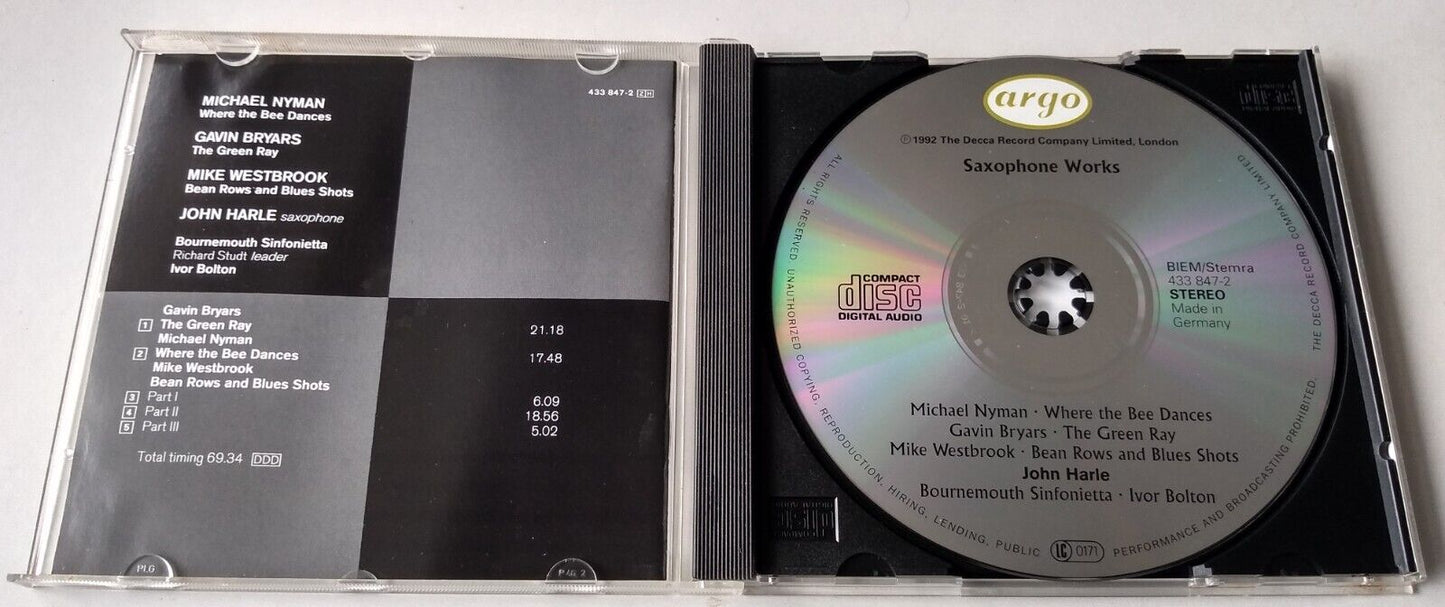 MICHAEL NYMAN
Where the Bee Dances
GAVIN BRYARS
The Green Ray
MIKE WESTBROOK
Bean Rows and Blues Shots
JOHN HARLE saxophone
Bournemouth Sinfonietta
Richard Studt leader
Ivor Bolton
433 847-2 ZH
Gavin Bryars
1 The Green Ray 21.18
Michael Nyman
2 Where the Bee Dances 17.48
Mike Westbrook
Bean Rows and Blues Shots
3 Part I 6.09
4 Part II 18.56
5 Part III 5.02
Total timing 69.34 DDD
PLG
argo
℗ 1992 The Decca Record Company Limited, London
Saxophone Works
COMPACT
disc
DIGITAL AUDIO
BIEM/Stemra
433 847-2
STEREO
Made in
Germany
Michael Nyman · Where the Bee Dances
Gavin Bryars · The Green Ray
Mike Westbrook · Bean Rows and Blues Shots
John Harle
Bournemouth Sinfonietta · Ivor Bolton
ALL RIGHTS RESERVED. UNAUTHORIZED COPYING, REPRODUCTION, HIRING, LENDING, PUBLIC LC 0171 PERFORMANCE AND BROADCASTING PROHIBITED. THE DECCA RECORD COMPANY LIMITED